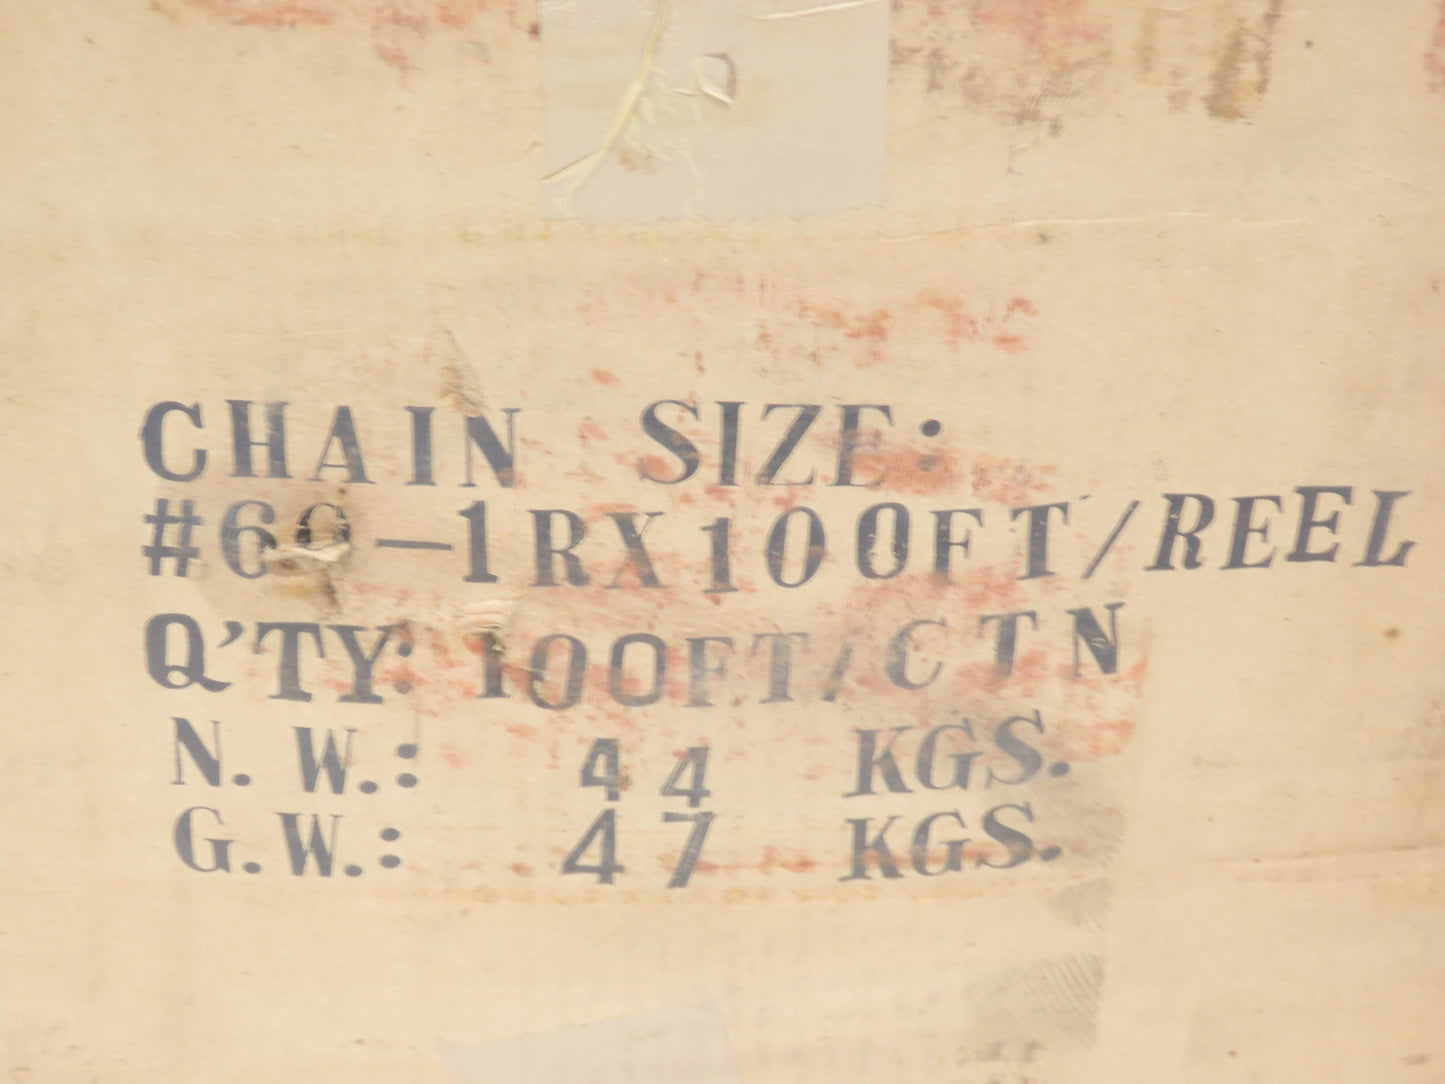 CHAIN SIZE:
#60-1RX100FT/REEL
Q'TY: 100FT/CTN
N.W.: 44 KGS.
G.W.: 47 KGS.